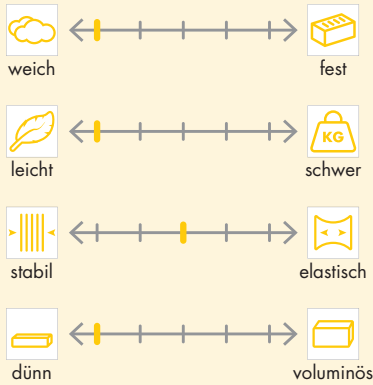 weich
fest
KG
leicht
schwer
stabil
elastisch
dünn
voluminös